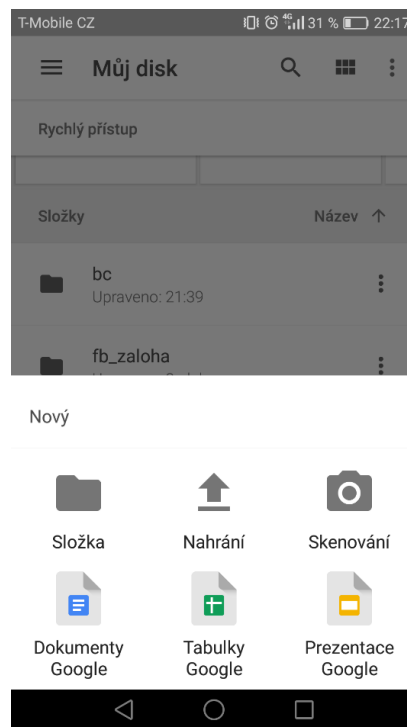 T-Mobile CZ 4G 31 % 22:17
Můj disk
Rychlý přístup
Složky Název
bc
Upraveno: 21:39
fb_zaloha
Nový
Složka Nahrání Skenování
Dokumenty Tabulky Prezentace
Google Google Google